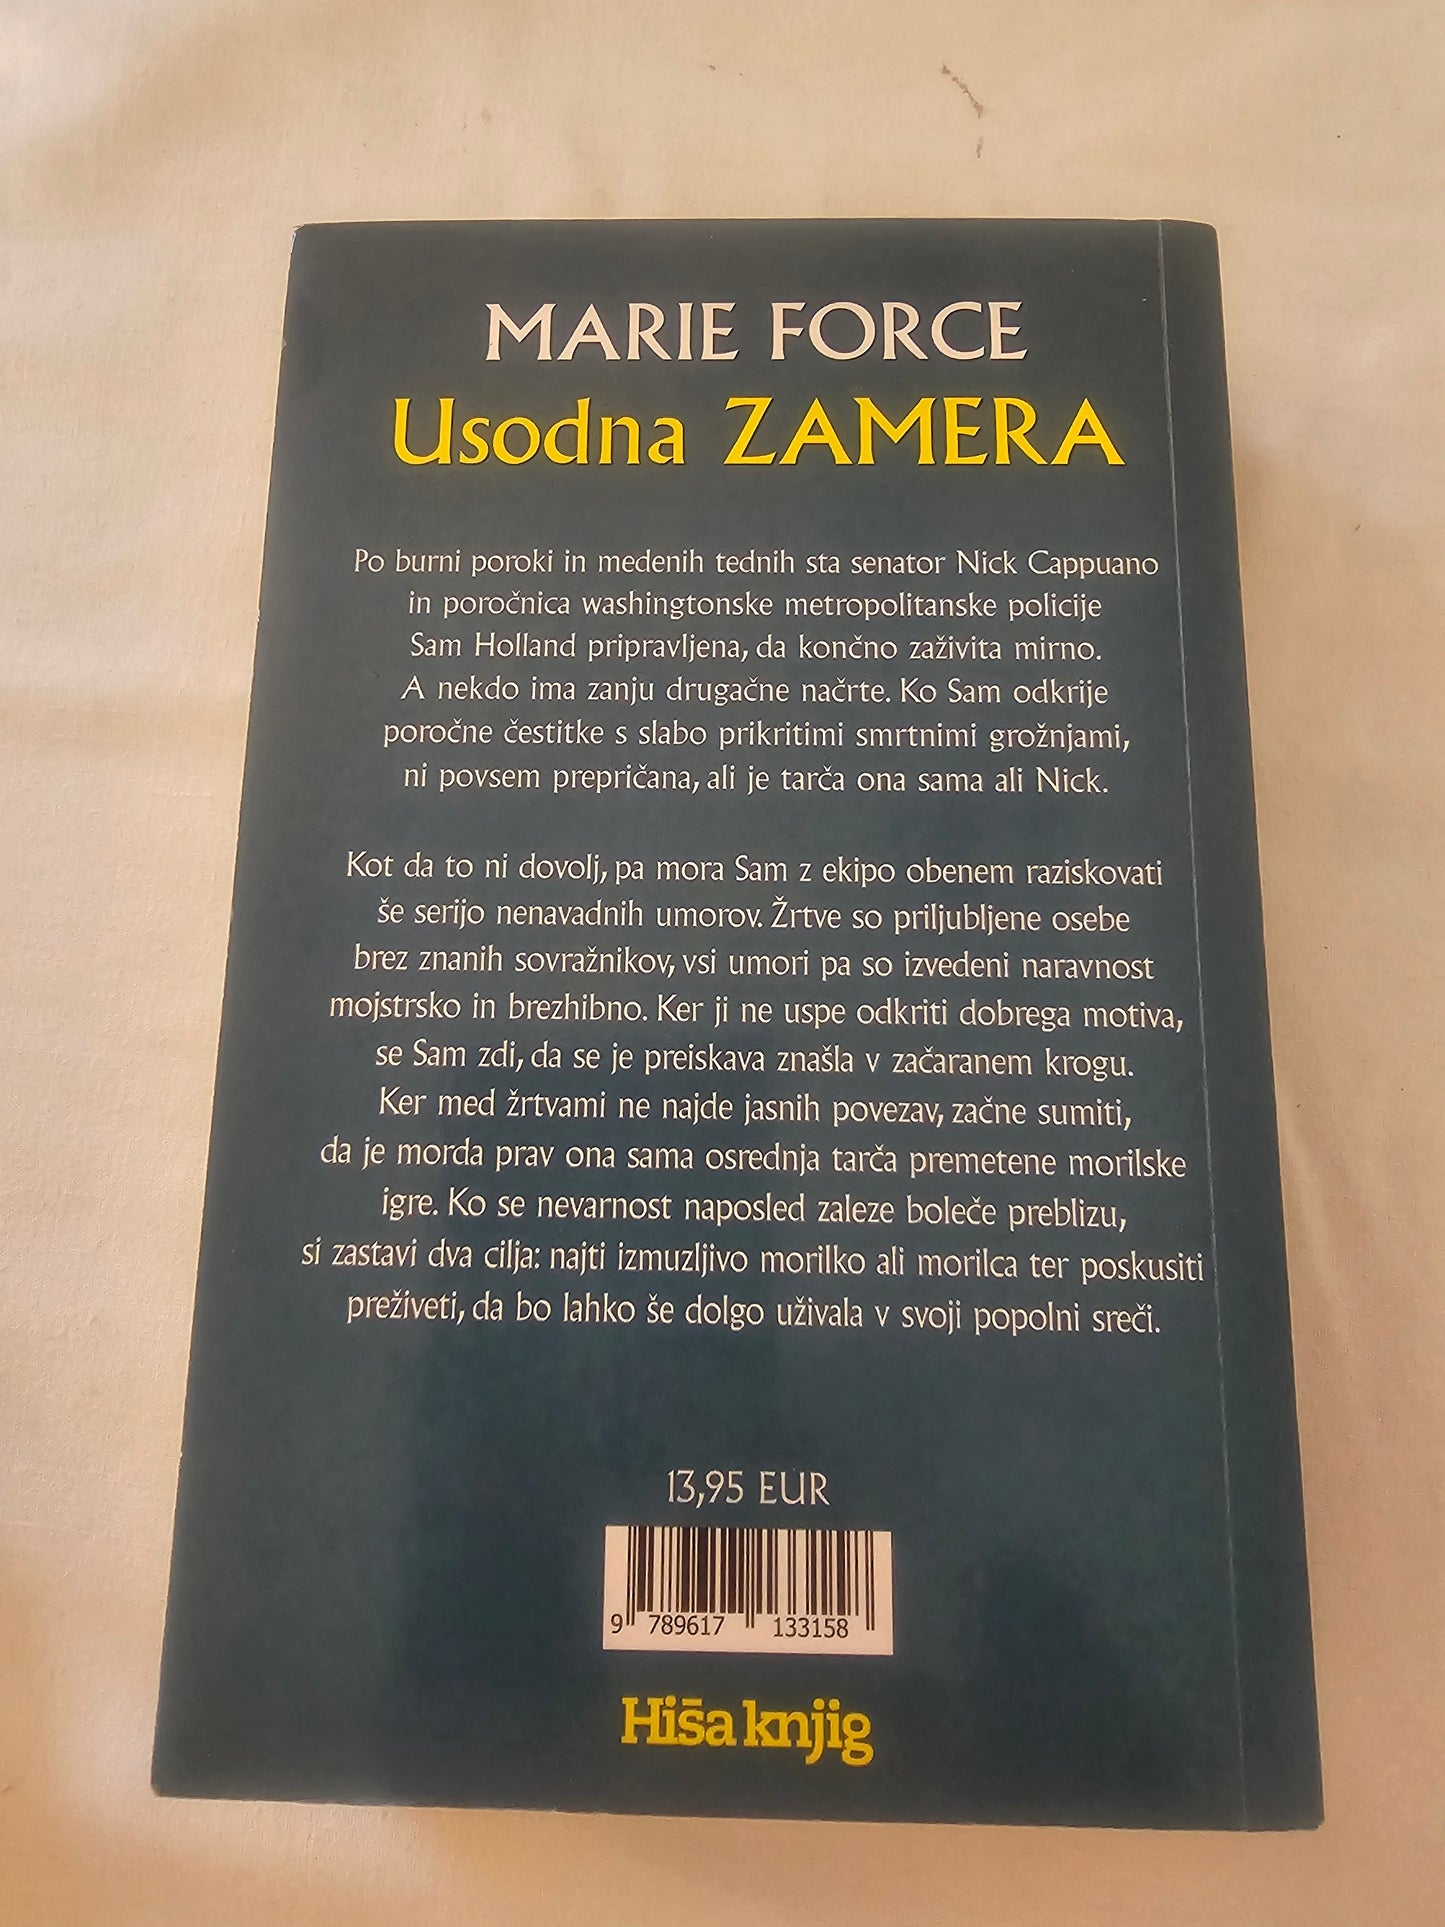 MARIE FORCE
Usodna ZAMERA
Po burni poroki in medenih tednih sta senator Nick Cappuano
in poročnica washingtonske metropolitanske policije
Sam Holland pripravljena, da končno zaživita mirno.
A nekdo ima zanju drugačne načrte. Ko Sam odkrije
poročne čestitke s slabo prikritimi smrtnimi grožnjami,
ni povsem prepričana, ali je tarča ona sama ali Nick.
Kot da to ni dovolj, pa mora Sam z ekipo obenem raziskovati
še serijo nenavadnih umorov. Žrtve so priljubljene osebe
brez znanih sovražnikov, vsi umori pa so izvedeni naravnost
mojstrsko in brezhibno. Ker ji ne uspe odkriti dobrega motiva,
se Sam zdi, da se je preiskava znašla v začaranem krogu.
Ker med žrtvami ne najde jasnih povezav, začne sumiti,
da je morda prav ona sama osrednja tarča premetene morilske
igre. Ko se nevarnost naposled zaleze boleče preblizu,
si zastavi dva cilja: najti izmuzljivo morilko ali morilca ter poskusiti
preživeti, da bo lahko še dolgo uživala v svoji popolni sreči.
13,95 EUR
9 789617 133158
Hiša knjig